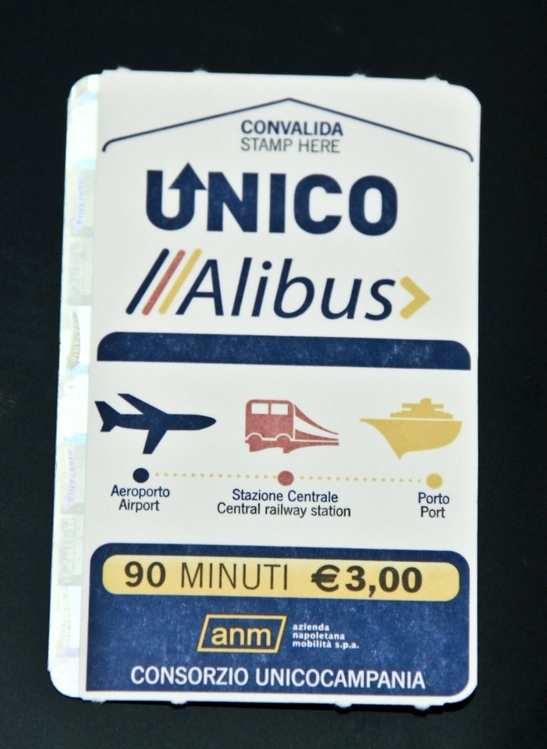 CONVALIDA
STAMP HERE
UNICO
///Alibus>
Aeroporto
Airport
Stazione Centrale
Central railway station
Porto
Port
90 MINUTI €3,00
anm
azienda
napoletana
mobilità s.p.a.
CONSORZIO UNICOCAMPANIA